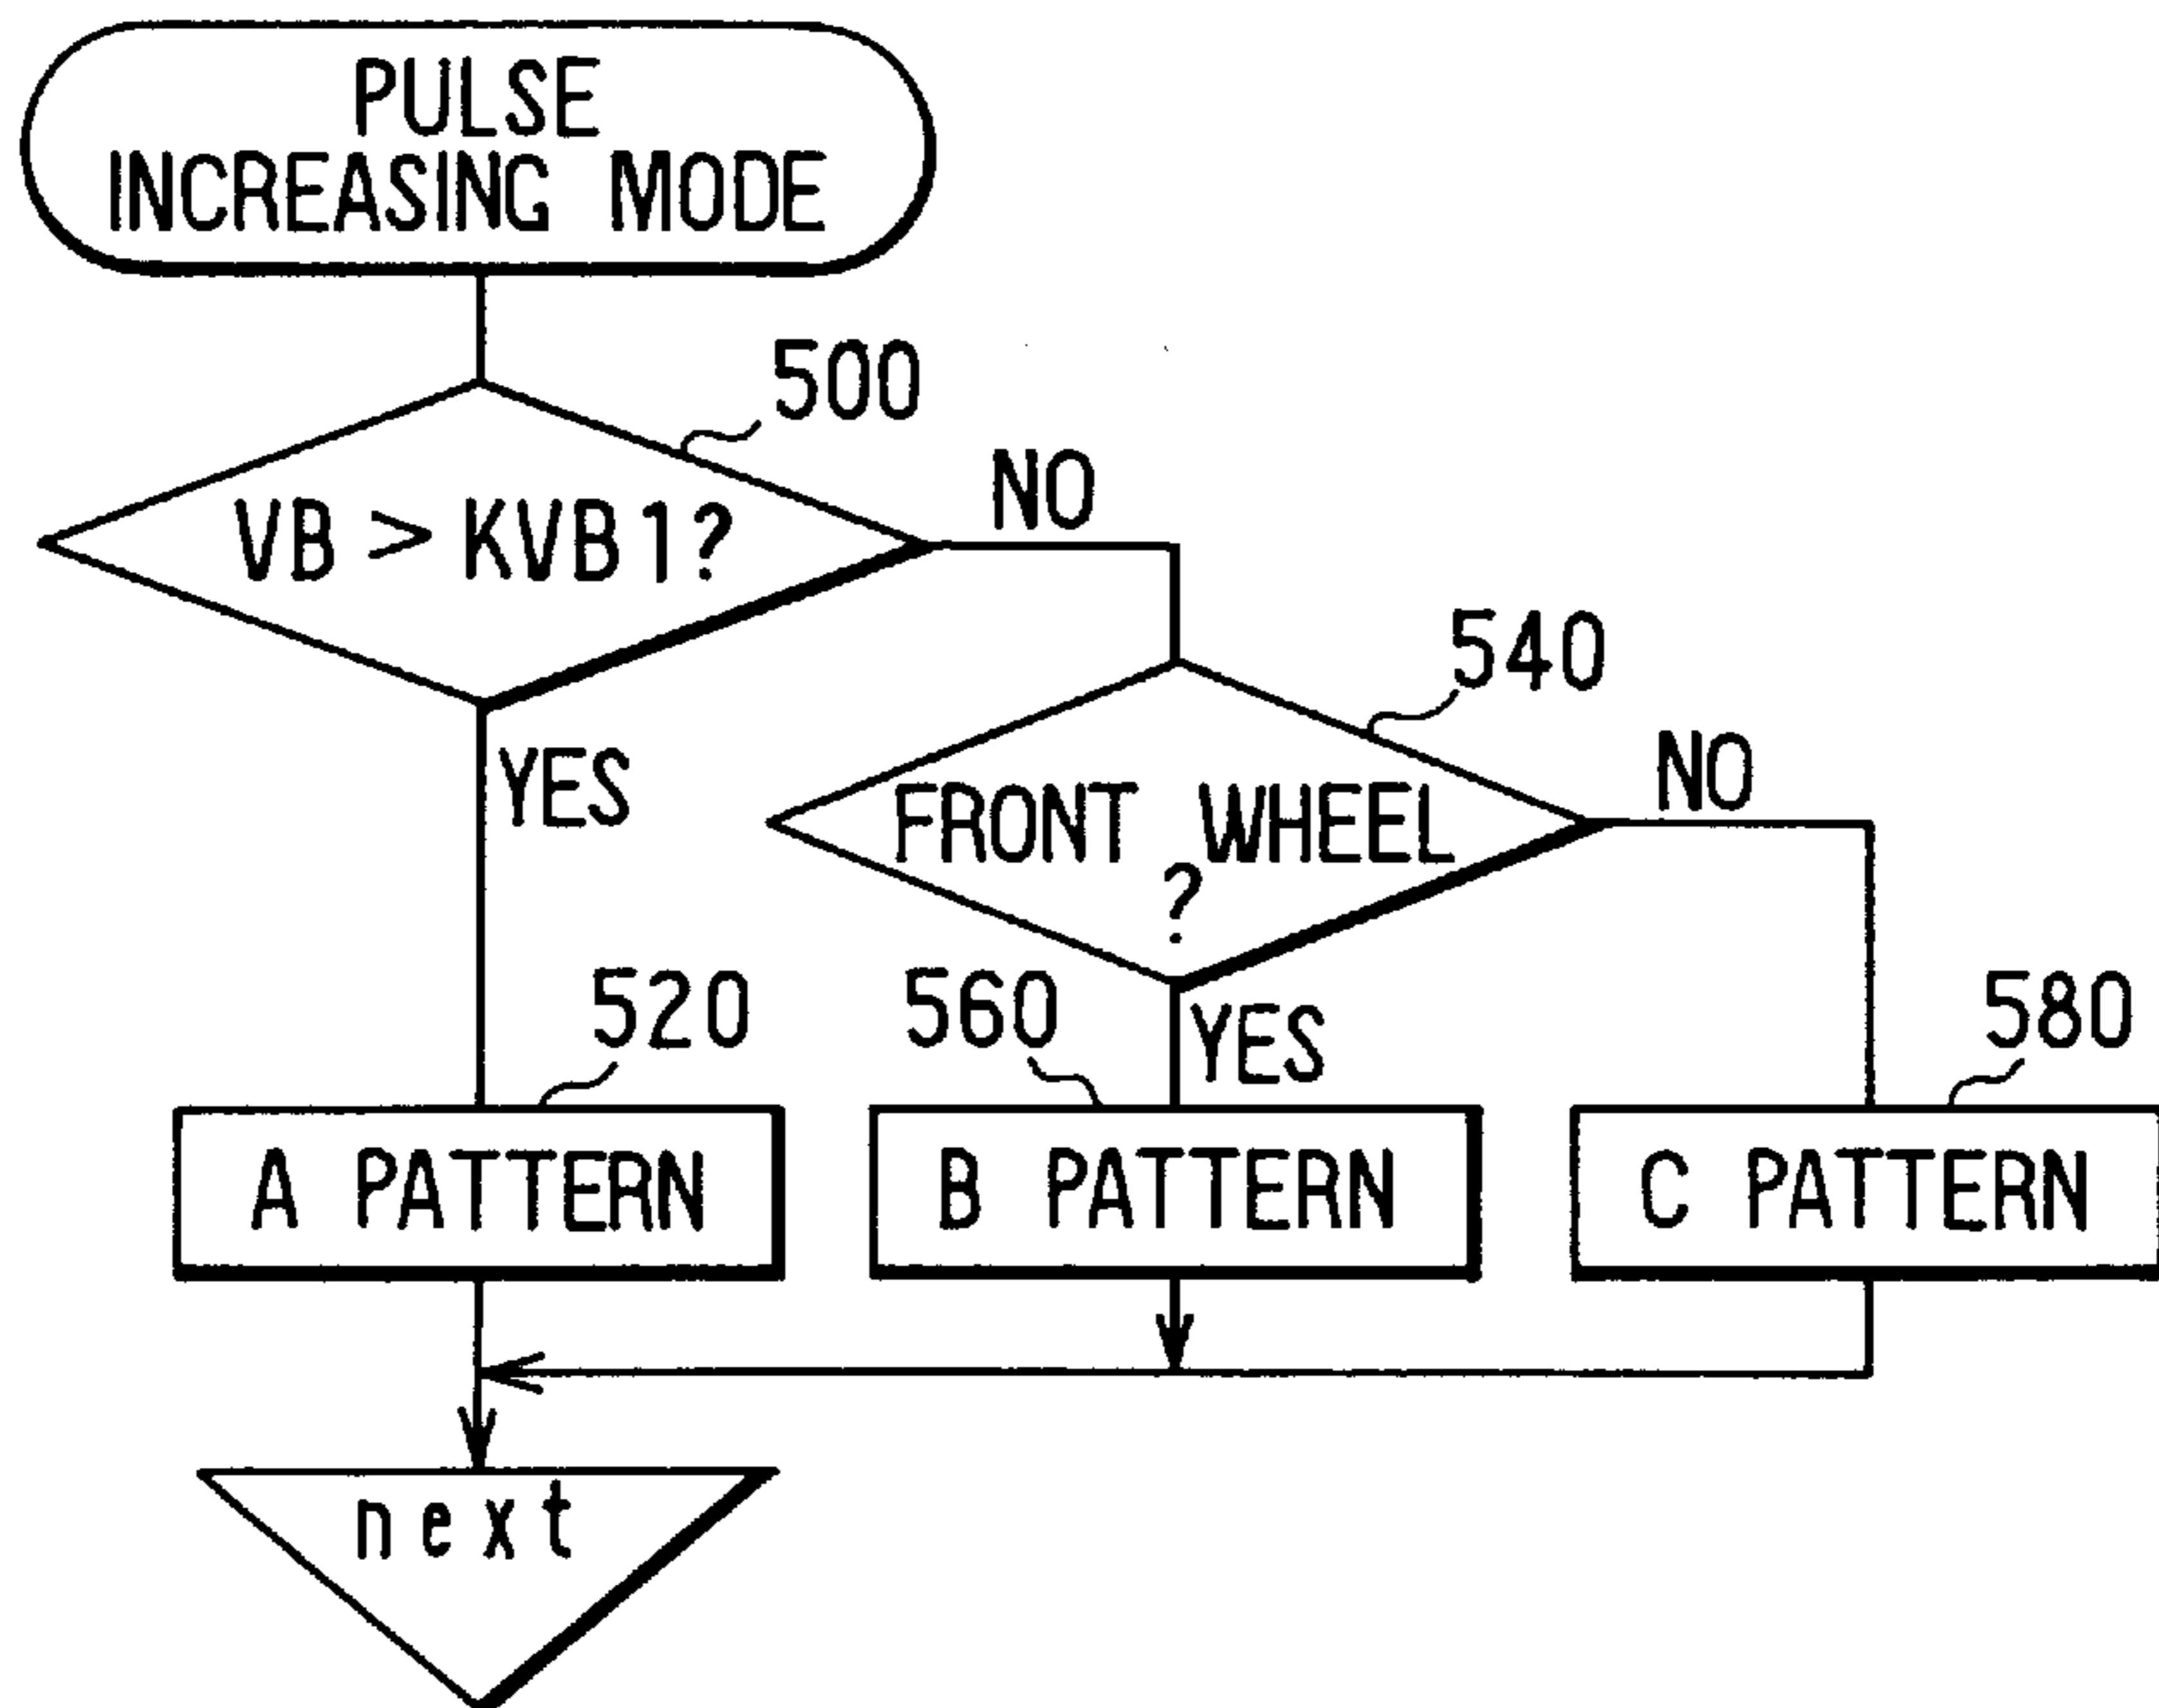 PULSE
INCREASING MODE
500
VB > KVB1?
NO
540
YES
FRONT WHEEL
?
NO
520
560
YES
580
A PATTERN
B PATTERN
C PATTERN
next